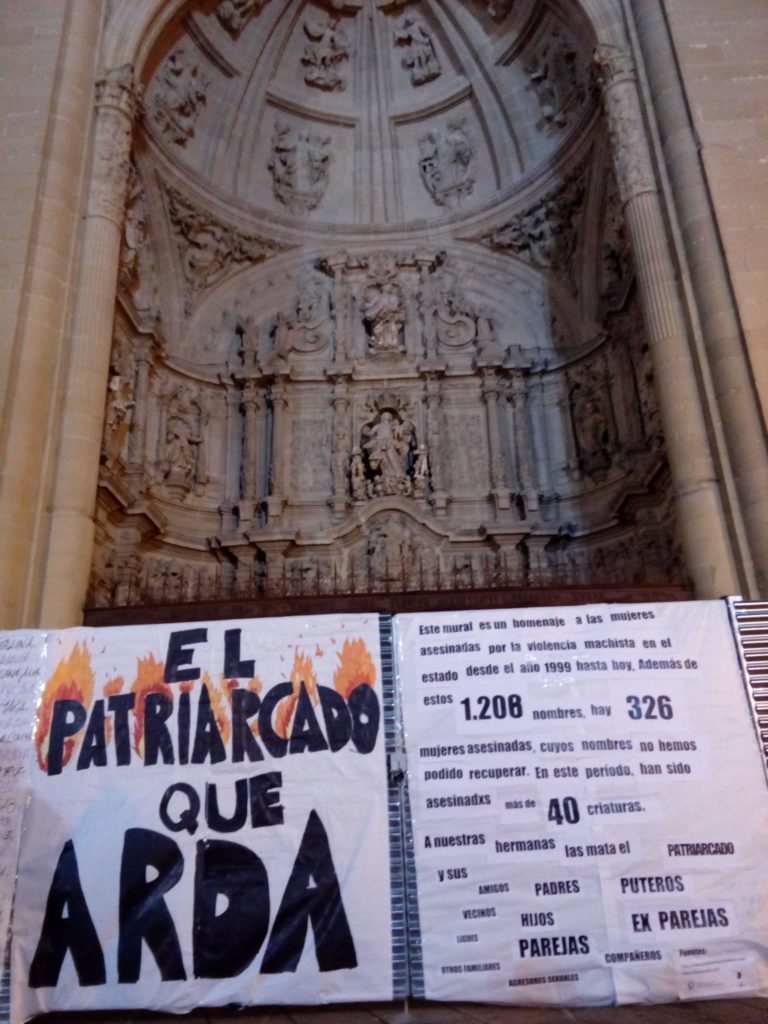 EL
PATRIARCADO
QUE
ARDA
Este mural es un homenaje a las mujeres
asesinadas por la violencia machista en el
estado desde el año 1999 hasta hoy. Además de
estos 1.208 nombres, hay 326
mujeres asesinadas, cuyos nombres no hemos
podido recuperar. En este periodo, han sido
asesinadxs más de 40 criaturas.
A nuestras hermanas las mata el PATRIARCADO
y sus
AMIGOS PADRES PUTEROS
VECINOS HIJOS EX PAREJAS
LIGUES PAREJAS COMPAÑEROS
OTROS FAMILIARES
AGRESORES SEXUALES
Fuentes: